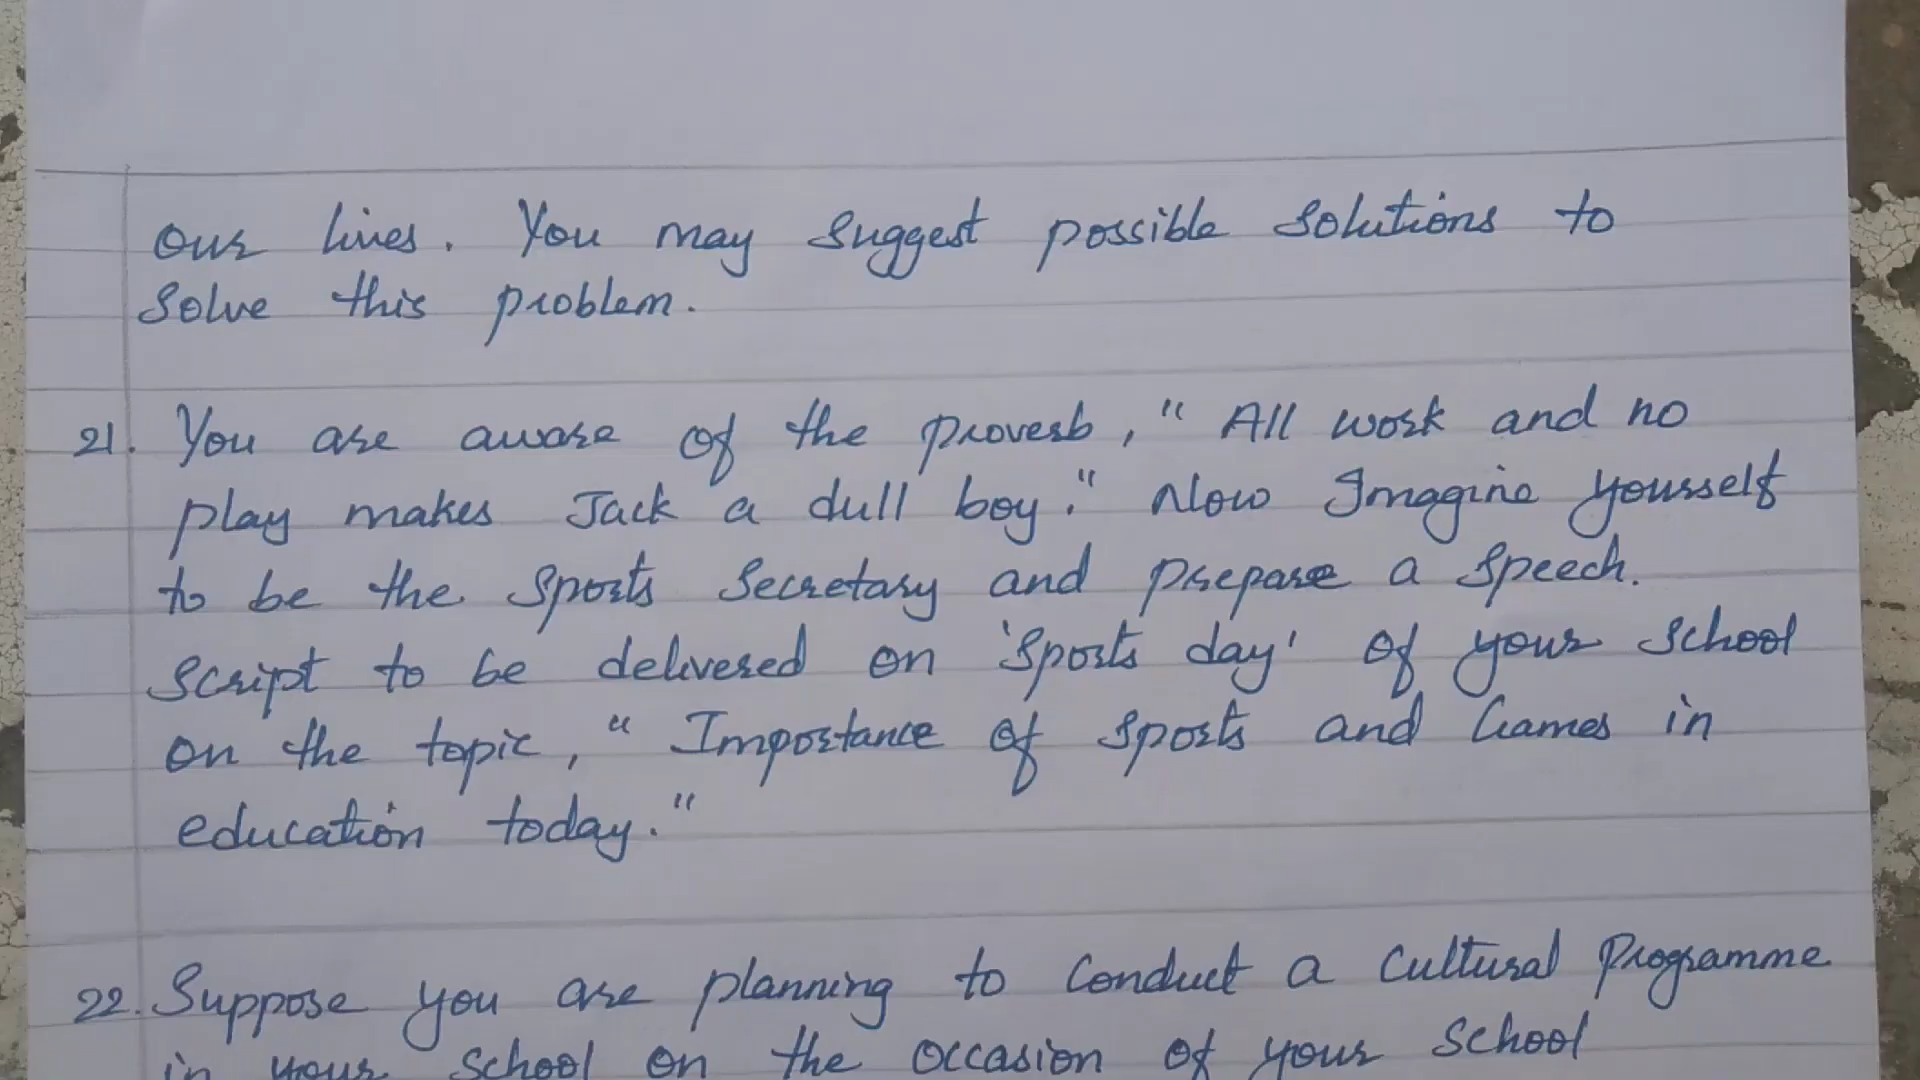 our lives. You may suggest possible solutions to
solve this problem.
21. You are aware of the proverb, " All work and no
play makes Jack a dull boy." Now Imagine yourself
to be the Sports Secretary and prepare a speech.
script to be delivered on 'Sports day' of your school
on the topic, " Importance of sports and Games in
education today."
22. Suppose you are planning to Conduct a Cultural Programme
in your school on the occasion of your school